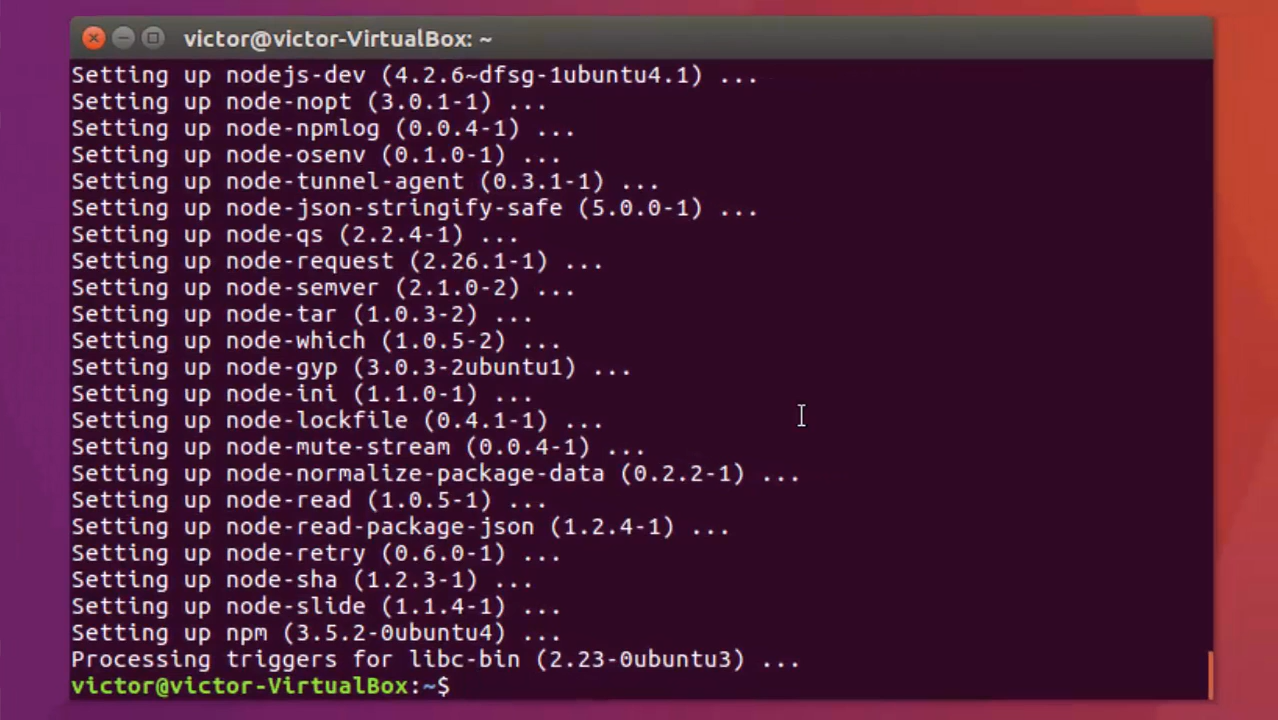 victor@victor-VirtualBox: ~
Setting up nodejs-dev (4.2.6~dfsg-1ubuntu4.1) ...
Setting up node-nopt (3.0.1-1) ...
Setting up node-npmlog (0.0.4-1) ...
Setting up node-osenv (0.1.0-1) ...
Setting up node-tunnel-agent (0.3.1-1) ...
Setting up node-json-stringify-safe (5.0.0-1) ...
Setting up node-qs (2.2.4-1) ...
Setting up node-request (2.26.1-1) ...
Setting up node-semver (2.1.0-2) ...
Setting up node-tar (1.0.3-2) ...
Setting up node-which (1.0.5-2) ...
Setting up node-gyp (3.0.3-2ubuntu1) ...
Setting up node-ini (1.1.0-1) ...
Setting up node-lockfile (0.4.1-1) ...
Setting up node-mute-stream (0.0.4-1) ...
Setting up node-normalize-package-data (0.2.2-1) ...
Setting up node-read (1.0.5-1) ...
Setting up node-read-package-json (1.2.4-1) ...
Setting up node-retry (0.6.0-1) ...
Setting up node-sha (1.2.3-1) ...
Setting up node-slide (1.1.4-1) ...
Setting up npm (3.5.2-0ubuntu4) ...
Processing triggers for libc-bin (2.23-0ubuntu3) ...
victor@victor-VirtualBox:~$